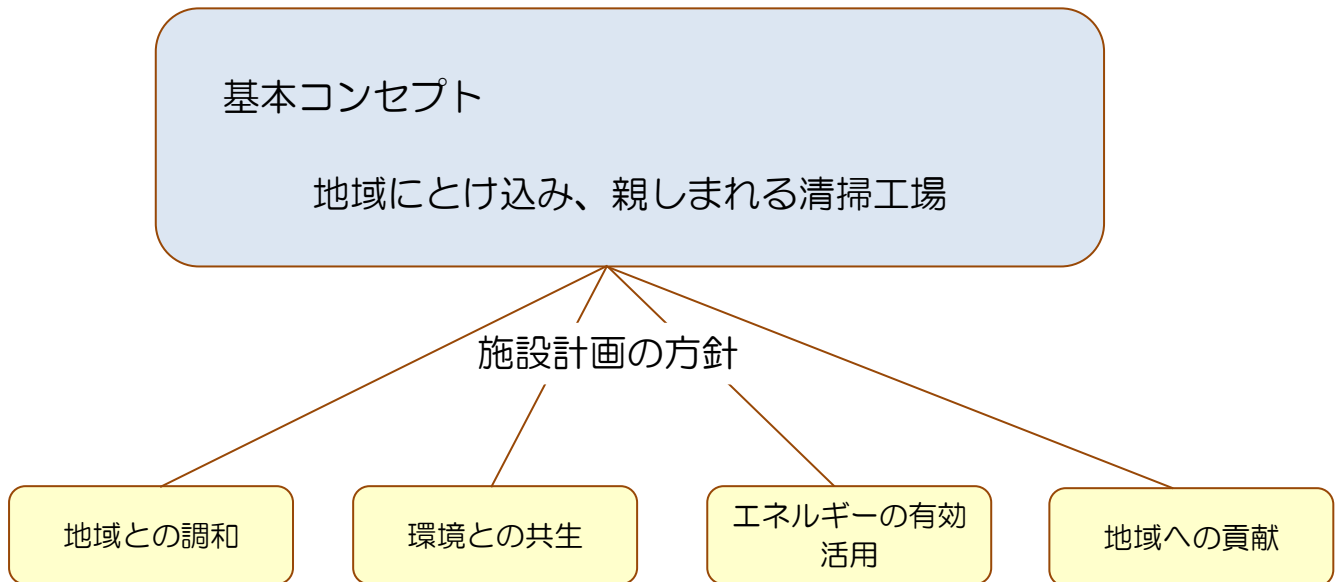 基本コンセプト
地域にとけ込み、親しまれる清掃工場
施設計画の方針
地域との調和
環境との共生
エネルギーの有効
活用
地域への貢献